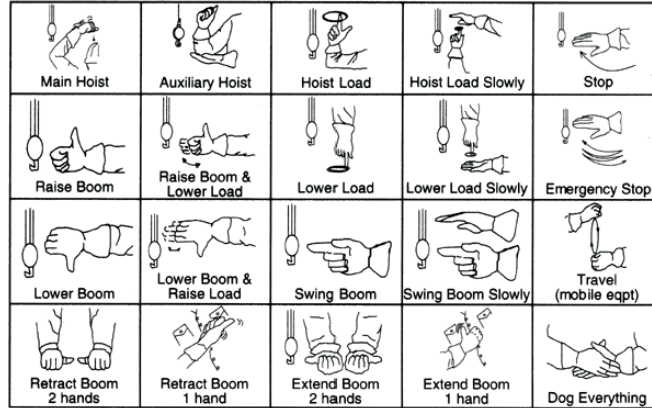 Main Hoist
Auxiliary Hoist
Hoist Load
Hoist Load Slowly
Stop
Raise Boom
Raise Boom &
Lower Load
Lower Load
Lower Load Slowly
Emergency Stop
Lower Boom
Lower Boom &
Raise Load
Swing Boom
Swing Boom Slowly
Travel
(mobile eqpt)
Retract Boom
2 hands
Retract Boom
1 hand
Extend Boom
2 hands
Extend Boom
1 hand
Dog Everything